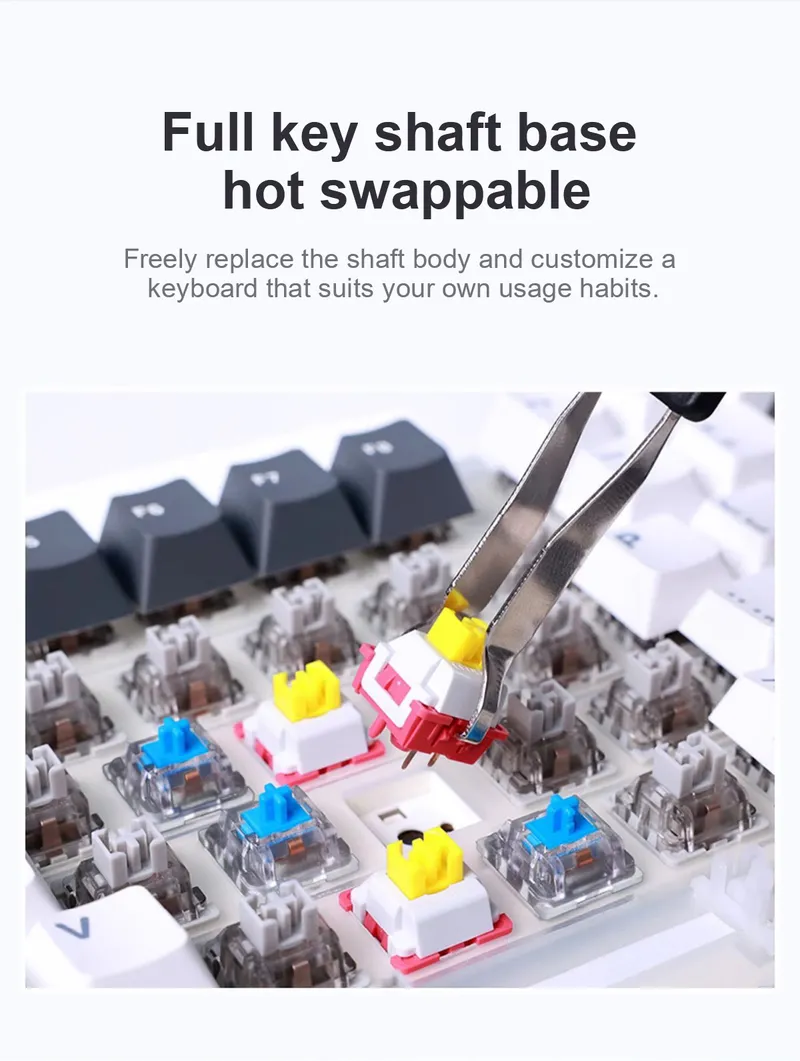 Full key shaft base
hot swappable
Freely replace the shaft body and customize a
keyboard that suits your own usage habits.
F8
F7
F6
V